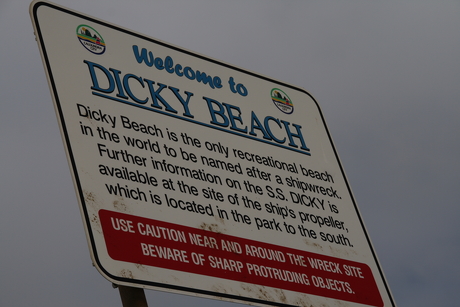 Welcome to
DICKY BEACH
Dicky Beach is the only recreational beach
in the world to be named after a shipwreck.
Further information on the S.S. DICKY is
available at the site of the ship's propeller,
which is located in the park to the south.
USE CAUTION NEAR AND AROUND THE WRECK SITE
BEWARE OF SHARP PROTRUDING OBJECTS.